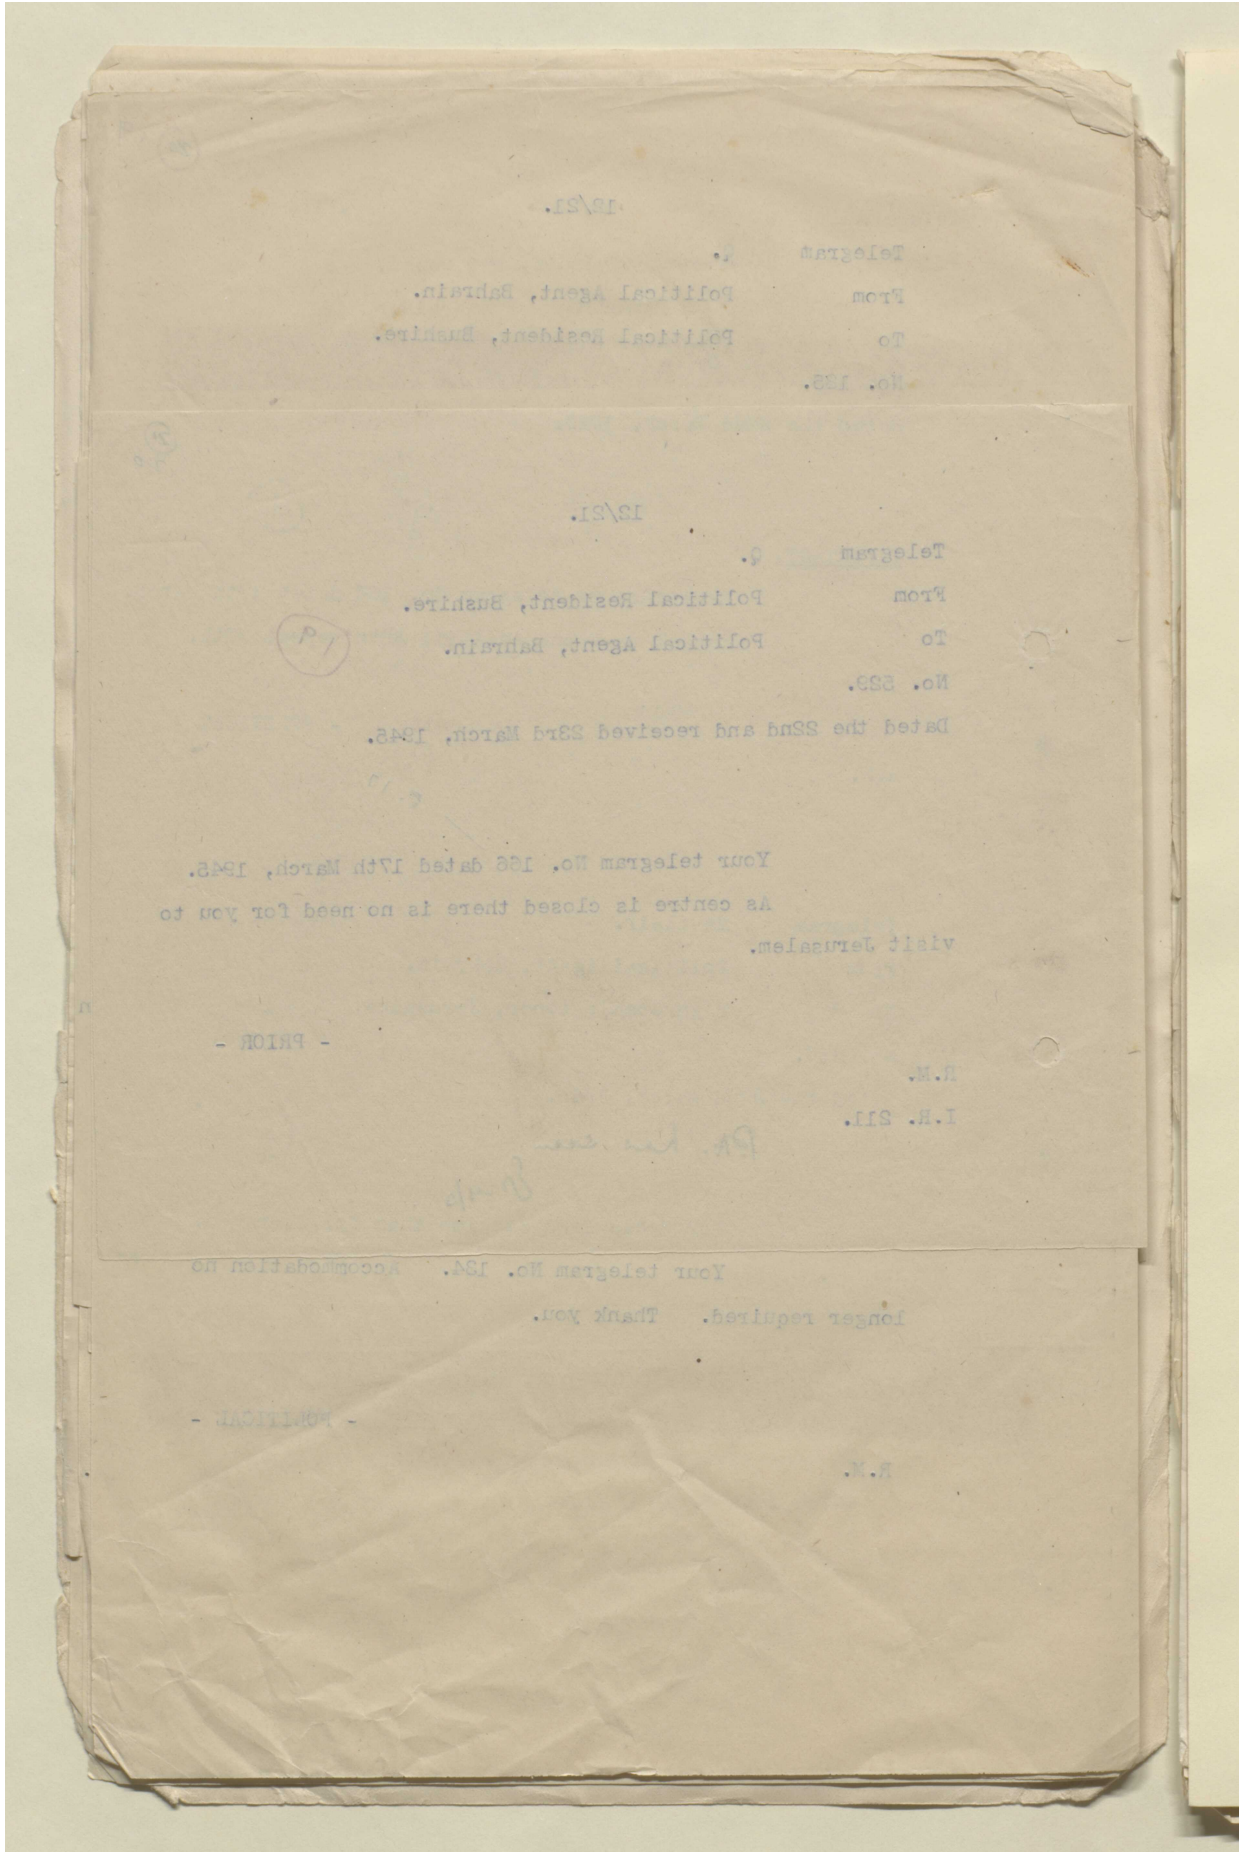 12/21.
Telegram Q.
From Political Agent, Bahrain.
To Political Resident, Bushire.
No. 135.
12/21.
Telegram Q.
From Political Resident, Bushire.
To Political Agent, Bahrain.
No. 529.
Dated the 22nd and received 23rd March, 1945.
Your telegram No. 166 dated 17th March, 1945.
As centre is closed there is no need for you to
visit Jerusalem.
- PRIOR -
R.M.
I.R. 211.
Your telegram No. 134. Accommodation no
longer required. Thank you.
- POLITICAL -
R.M.